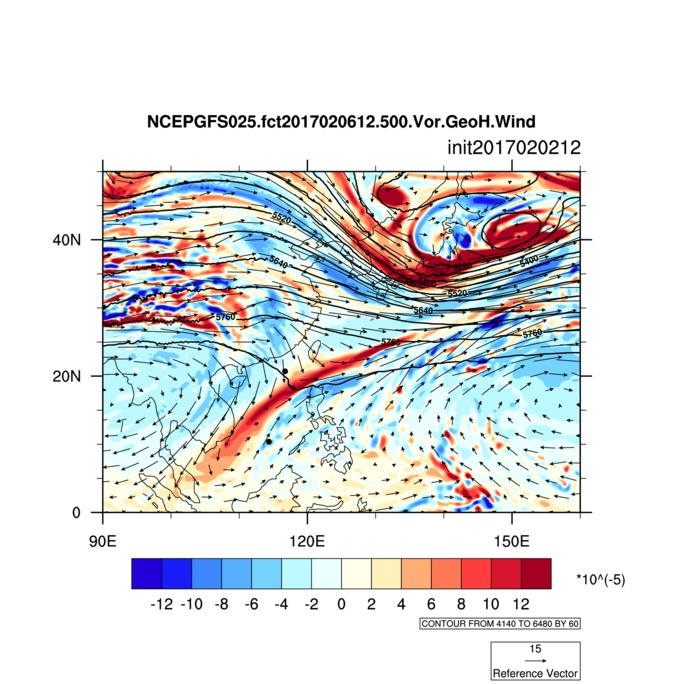 NCEPGFS025.fct2017020612.500.Vor.GeoH.Wind
init2017020212
5520
40N
5640
5400
5520
5640
5760
5760
5760
20N
0
90E 120E 150E
*10^(-5)
-12 -10 -8 -6 -4 -2 0 2 4 6 8 10 12
CONTOUR FROM 4140 TO 6480 BY 60
15
Reference Vector